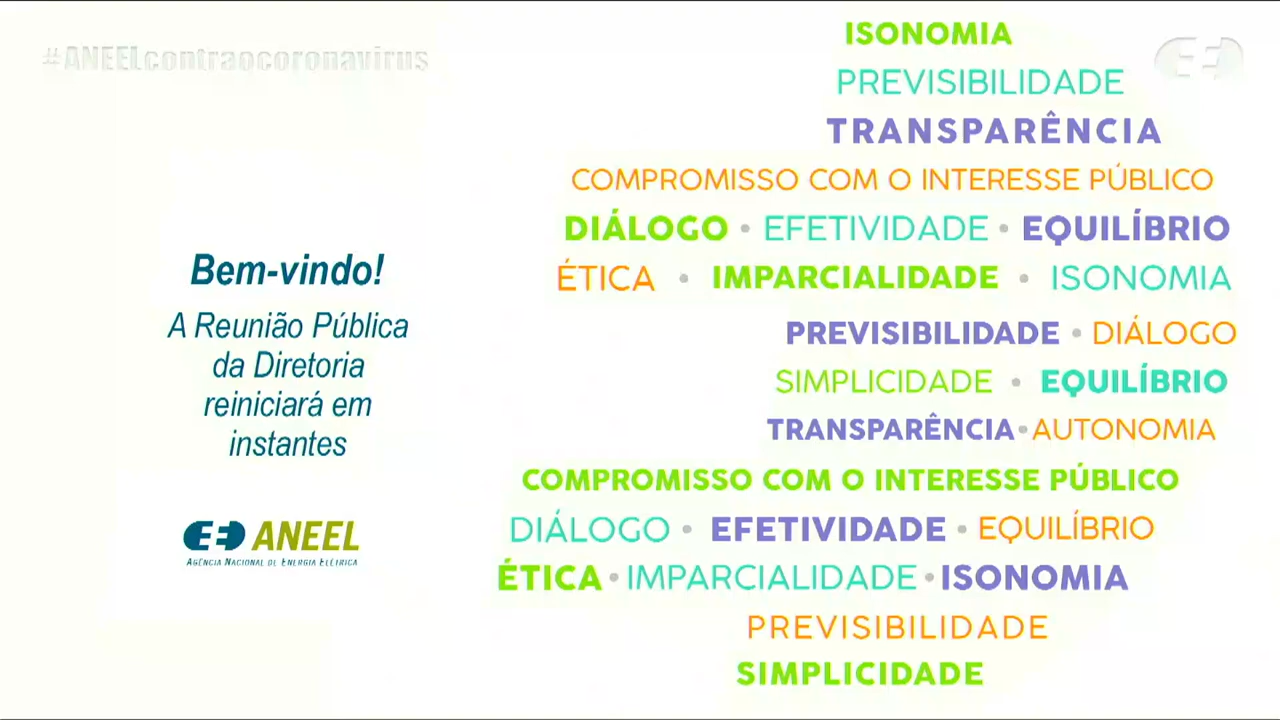 #ANEELcontraocoronavirus
Bem-vindo!
A Reunião Pública
da Diretoria
reiniciará em
instantes
ANEEL
AGÊNCIA NACIONAL DE ENERGIA ELÉTRICA
ISONOMIA
PREVISIBILIDADE
TRANSPARÊNCIA
COMPROMISSO COM O INTERESSE PÚBLICO
DIÁLOGO • EFETIVIDADE • EQUILÍBRIO
ÉTICA • IMPARCIALIDADE • ISONOMIA
PREVISIBILIDADE • DIÁLOGO
SIMPLICIDADE • EQUILÍBRIO
TRANSPARÊNCIA • AUTONOMIA
COMPROMISSO COM O INTERESSE PÚBLICO
DIÁLOGO • EFETIVIDADE • EQUILÍBRIO
ÉTICA • IMPARCIALIDADE • ISONOMIA
PREVISIBILIDADE
SIMPLICIDADE